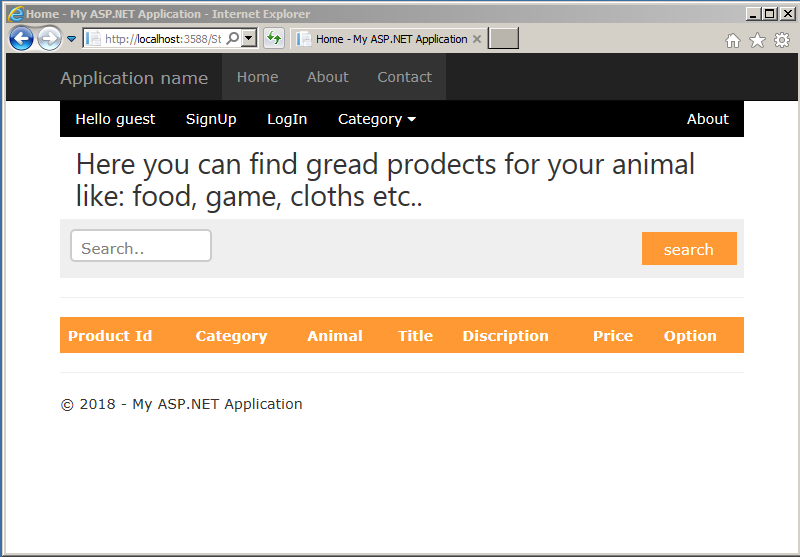 Home - My ASP.NET Application - Internet Explorer
http://localhost:3588/St
Home - My ASP.NET Application
Application name Home About Contact
Hello guest SignUp LogIn Category About
Here you can find gread prodects for your animal
like: food, game, cloths etc..
Search.. search
Product Id Category Animal Title Discription Price Option
© 2018 - My ASP.NET Application